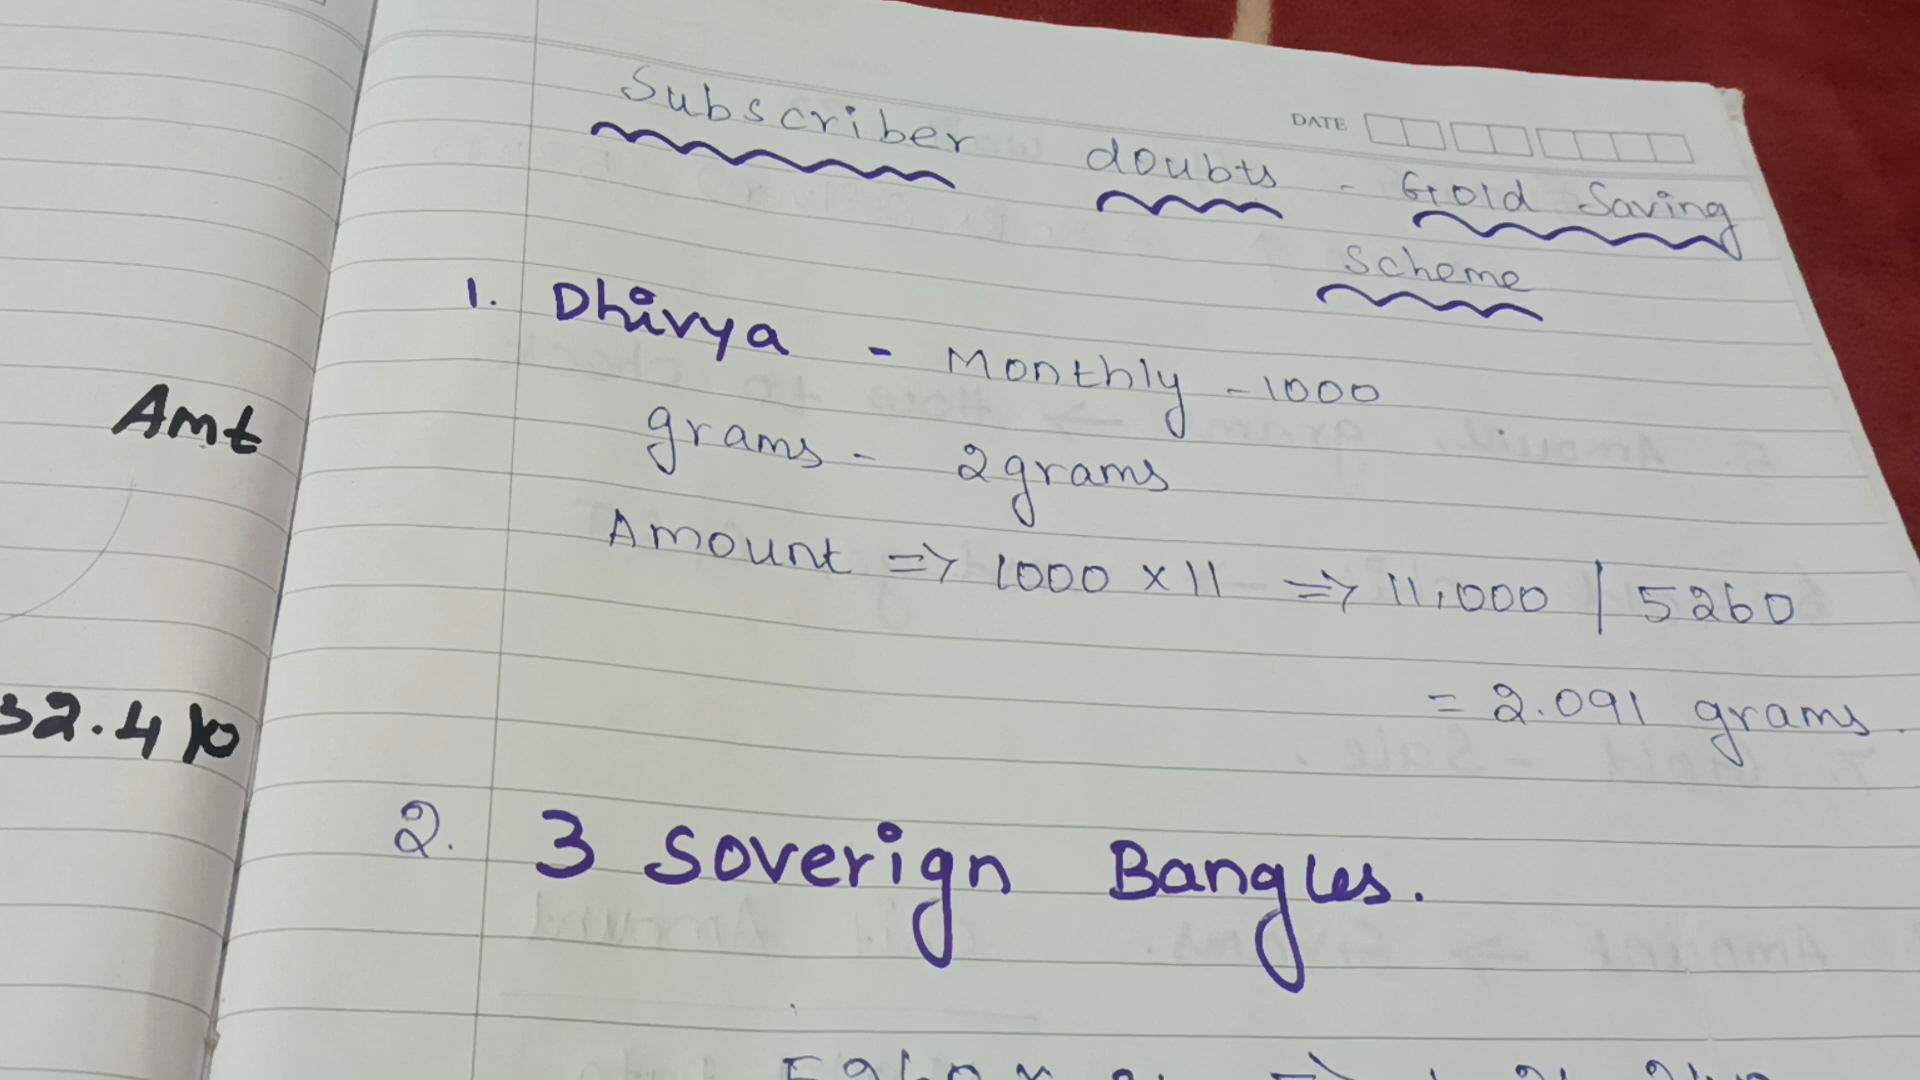 Amt
32.4%
DATE
Subscriber doubts - Gold Saving
Scheme
1. Dhivya - Monthly - 1000
grams - 2grams
Amount => 1000 x 11 => 11,000 | 5260
= 2.091 grams.
2. 3 Soverign Bangles.